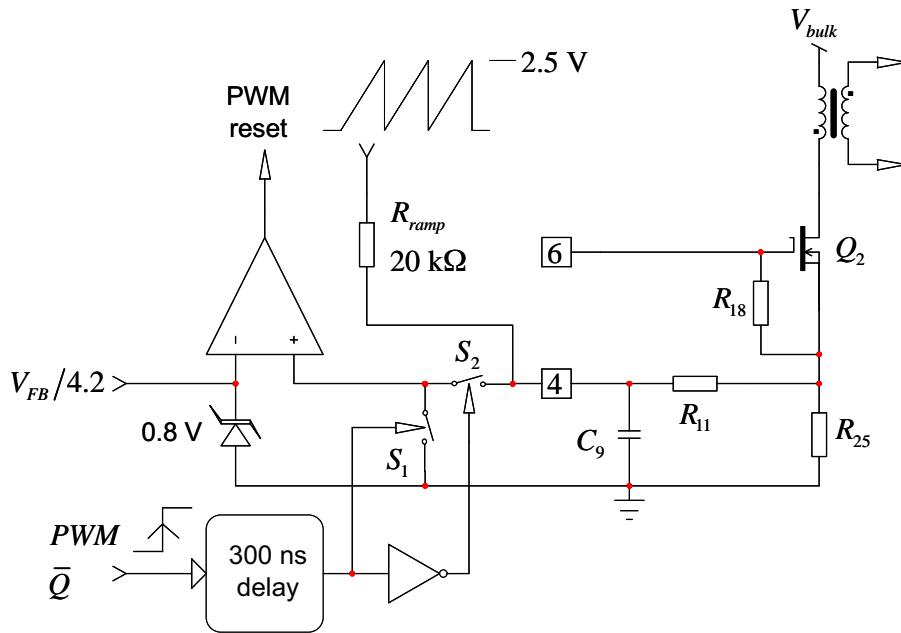 V_bulk
2.5 V
PWM
reset
R_ramp
20 kΩ
6
Q_2
R_18
− +
S_2
V_FB/4.2
4
R_11
0.8 V
S_1
C_9
R_25
PWM
Q̅
300 ns
delay